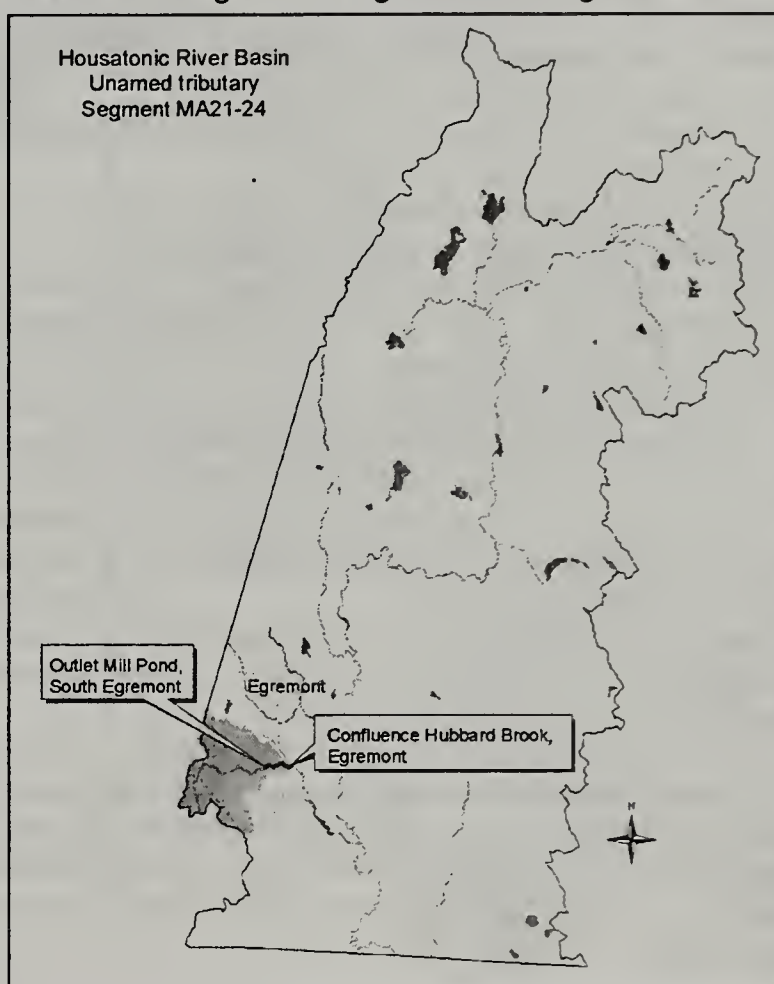 Housatonic River Basin
Unamed tributary
Segment MA21-24
Outlet Mill Pond,
South Egremont
Egremont
Confluence Hubbard Brook,
Egremont
N